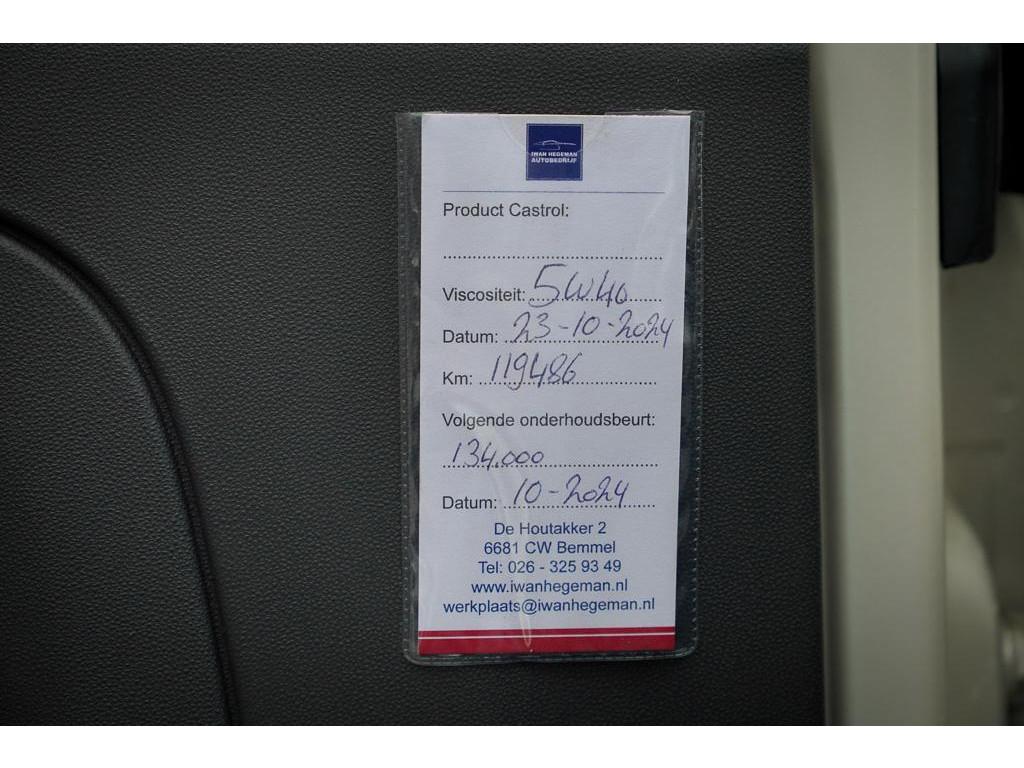 IWAN HEGEMAN
AUTOBEDRIJF
Product Castrol:
Viscositeit: 5W40
Datum: 23-10-2024
Km: 119486
Volgende onderhoudsbeurt:
134.000
Datum: 10-2024
De Houtakker 2
6681 CW Bemmel
Tel: 026 - 325 93 49
www.iwanhegeman.nl
werkplaats@iwanhegeman.nl